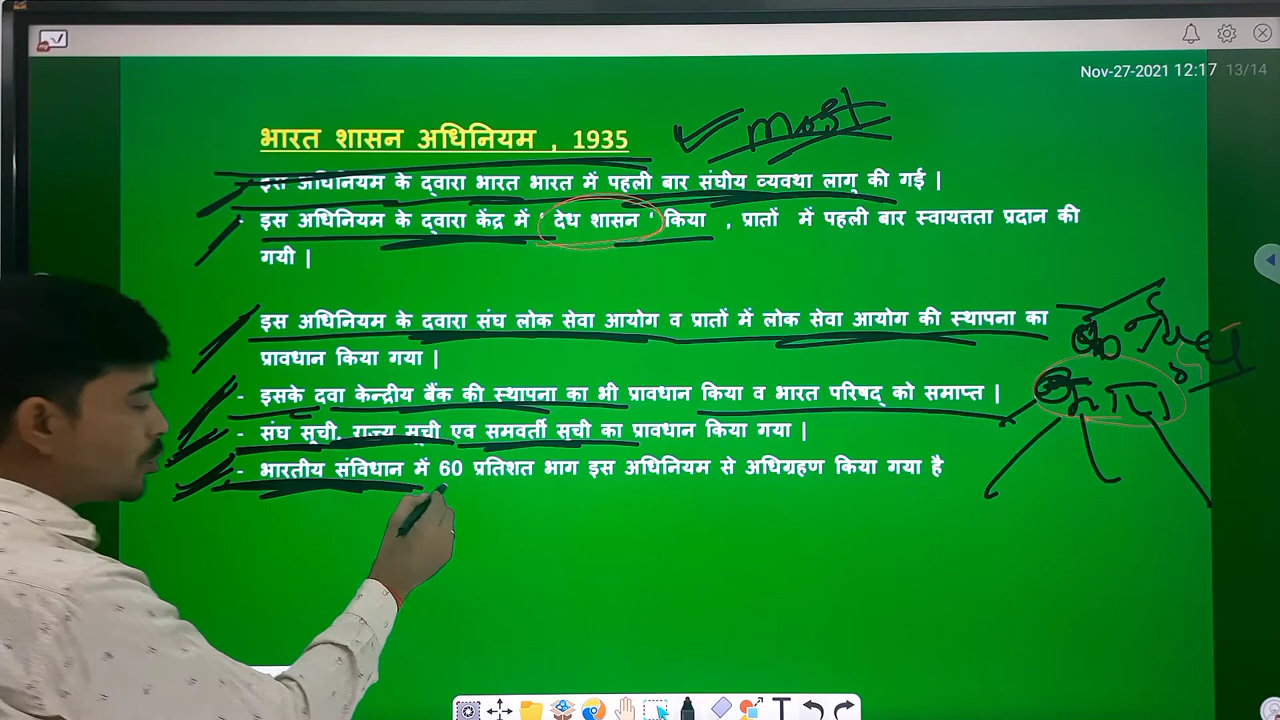 Nov-27-2021 12:17 13/14
भारत शासन अधिनियम , 1935
most
- इस अधिनियम के द्वारा भारत भारत में पहली बार संघीय व्यवथा लागू की गई |
- इस अधिनियम के द्वारा केंद्र में ' देध शासन ' किया , प्रातों में पहली बार स्वायत्तता प्रदान की
गयी |
इस अधिनियम के द्वारा संघ लोक सेवा आयोग व प्रातों में लोक सेवा आयोग की स्थापना का
प्रावधान किया गया |
- इसके दवा केन्द्रीय बैंक की स्थापना का भी प्रावधान किया व भारत परिषद् को समाप्त |
- संघ सूची, राज्य सूची एव समवर्ती सूची का प्रावधान किया गया |
- भारतीय संविधान में 60 प्रतिशत भाग इस अधिनियम से अधिग्रहण किया गया है